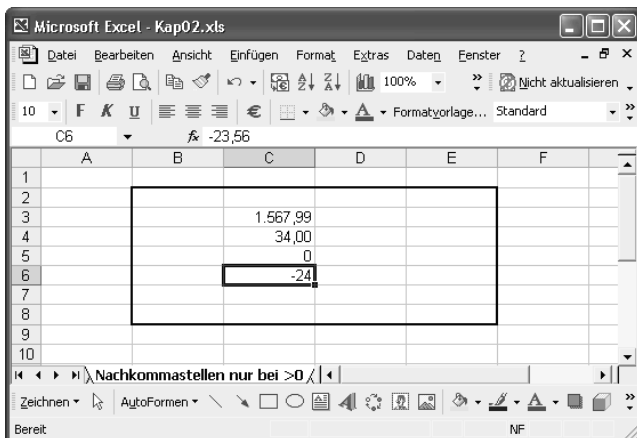 Microsoft Excel - Kap02.xls
Datei Bearbeiten Ansicht Einfügen Format Extras Daten Fenster ?
100% Nicht aktualisieren
10 F K U € A Formatvorlage... Standard
C6 fx -23,56
A B C D E F
1
2
3 1.567,99
4 34,00
5 0
6 -24
7
8
9
10
Nachkommastellen nur bei >0
Zeichnen AutoFormen A A
Bereit NF